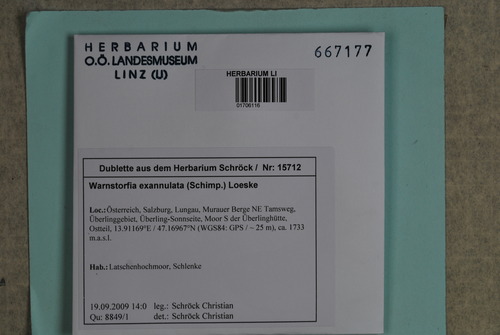 HERBARIUM
O.Ö. LANDESMUSEUM
LINZ (U)
667177
HERBARIUM LI
01706116
Dublette aus dem Herbarium Schröck / Nr: 15712
Warnstorfia exannulata (Schimp.) Loeske
Loc.:Österreich, Salzburg, Lungau, Murauer Berge NE Tamsweg,
Überlinggebiet, Überling-Sonnseite, Moor S der Überlinghütte,
Ostteil, 13.91169°E / 47.16967°N (WGS84: GPS / ~ 25 m), ca. 1733
m.a.s.l.
Hab.: Latschenhochmoor, Schlenke
19.09.2009 14:0 leg.: Schröck Christian
Qu: 8849/1 det.: Schröck Christian